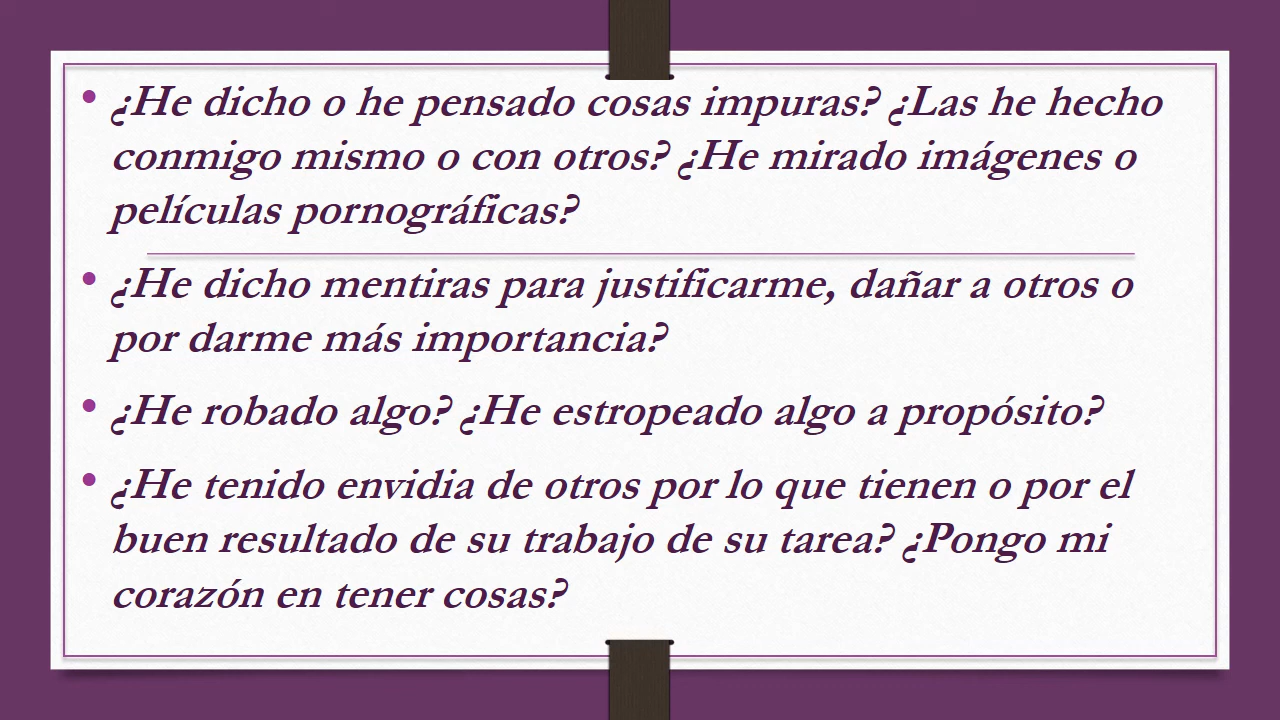 • ¿He dicho o he pensado cosas impuras? ¿Las he hecho
conmigo mismo o con otros? ¿He mirado imágenes o
películas pornográficas?
• ¿He dicho mentiras para justificarme, dañar a otros o
por darme más importancia?
• ¿He robado algo? ¿He estropeado algo a propósito?
• ¿He tenido envidia de otros por lo que tienen o por el
buen resultado de su trabajo de su tarea? ¿Pongo mi
corazón en tener cosas?